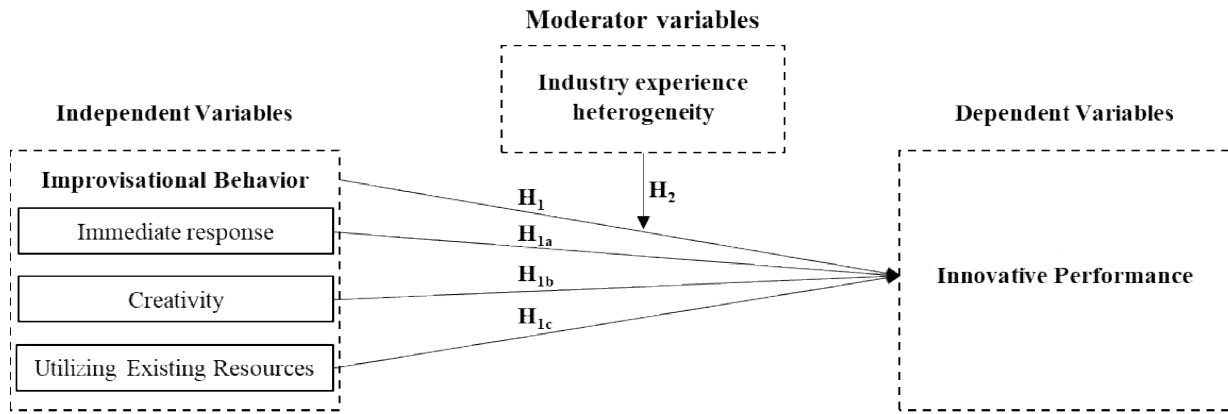 Moderator variables
Industry experience
heterogeneity
Independent Variables
Dependent Variables
Improvisational Behavior
H₁
H₂
Immediate response
H₁ₐ
Creativity
H₁b
Innovative Performance
H₁c
Utilizing Existing Resources